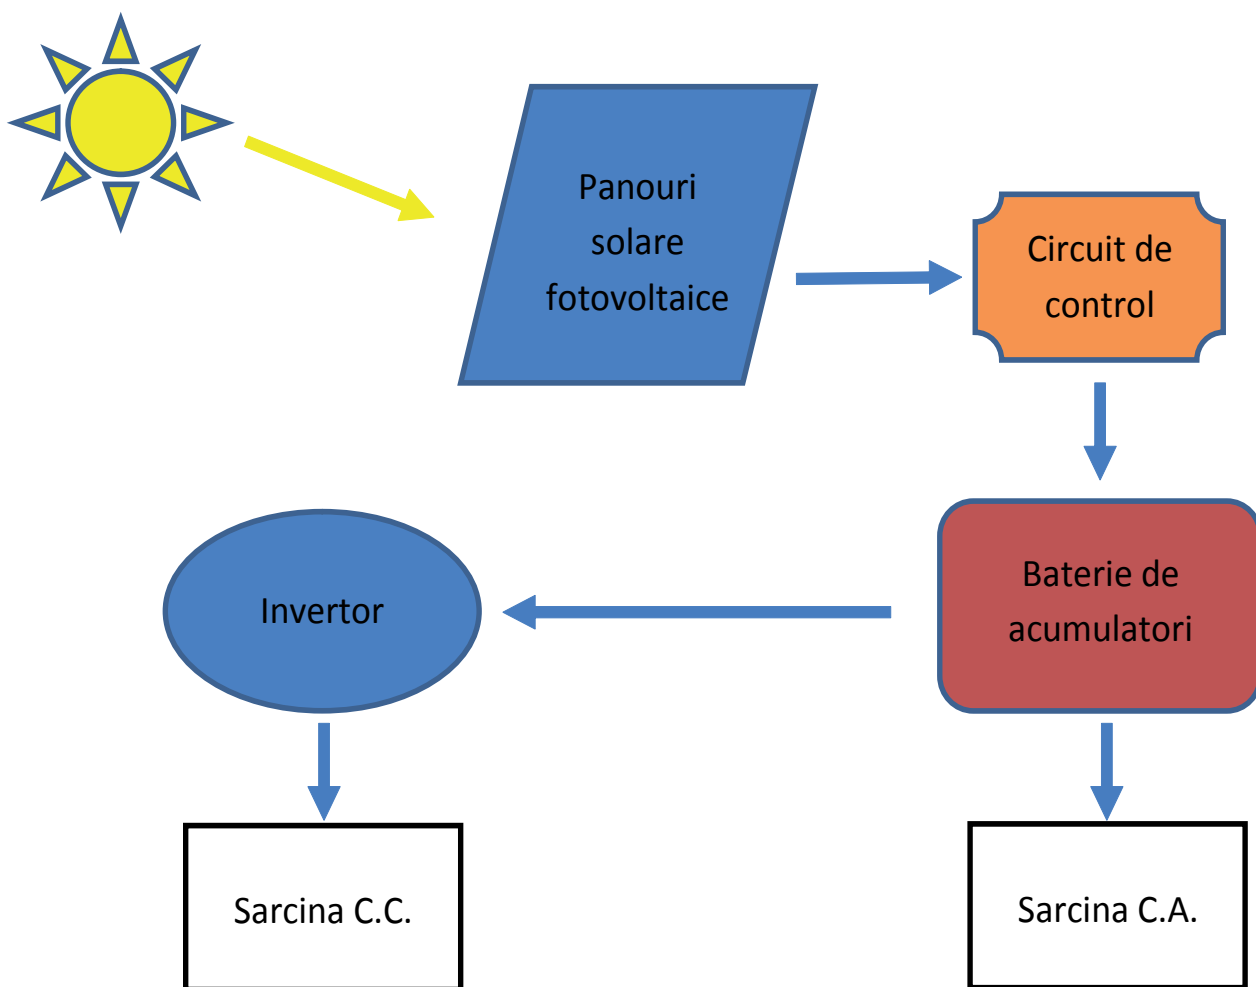 Panouri
solare
fotovoltaice
Circuit de
control
Baterie de
acumulatori
Invertor
Sarcina C.C.
Sarcina C.A.